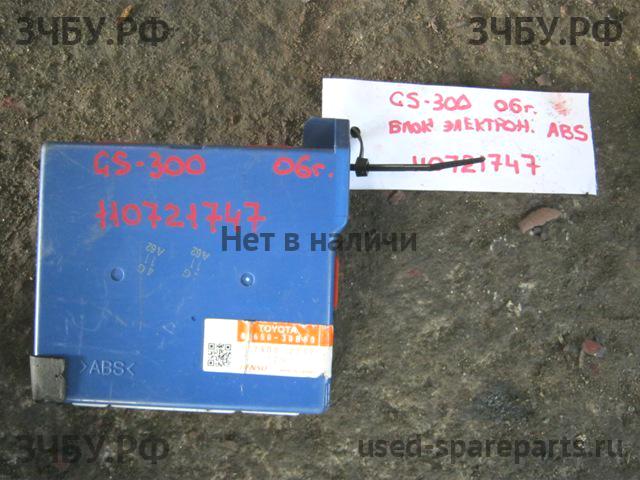 ЗЧБУ.РФ
ЗЧБУ.РФ
GS-300 06г.
БЛОК ЭЛЕКТРОН. ABS
110721747
GS-300 06г.
110721747
Нет в наличии
TOYOTA
>ABS<
ЗЧБУ.РФ
used-spareparts.ru